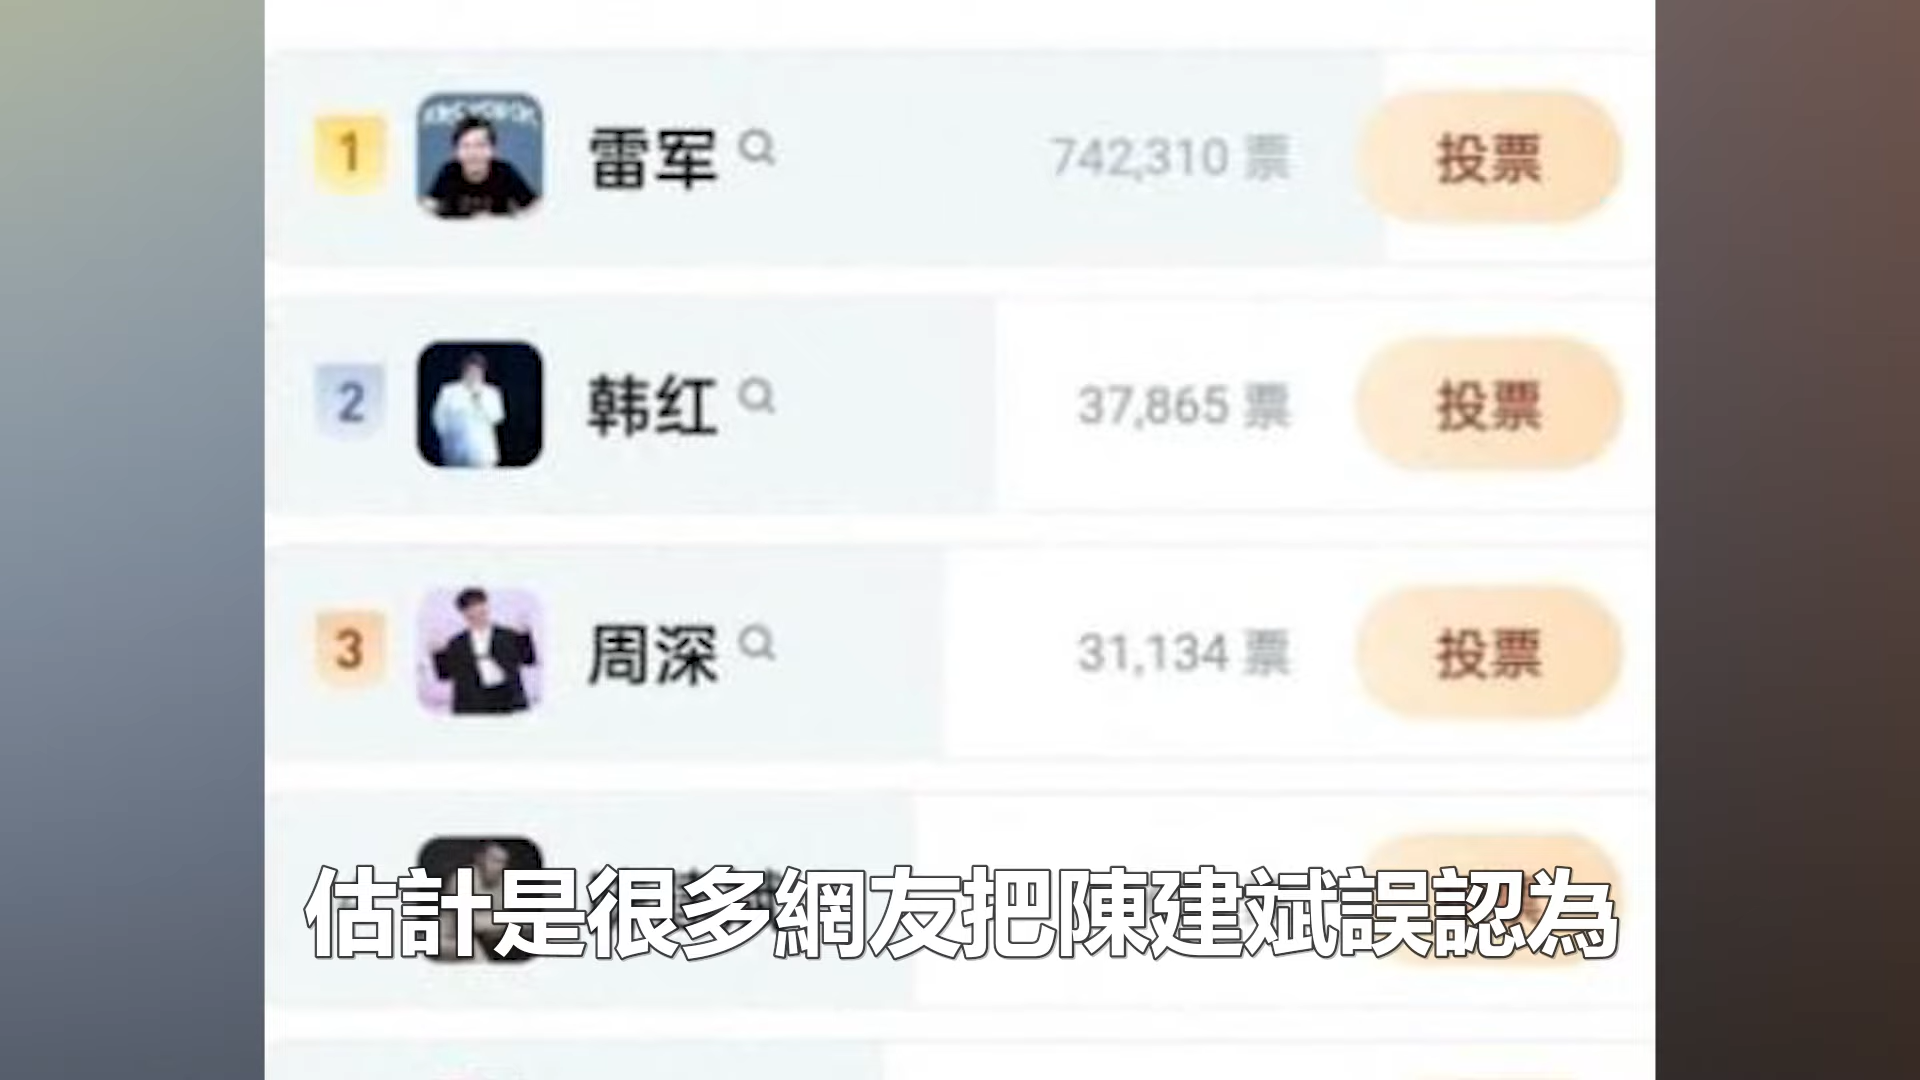 1 雷军 742,310 票 投票
2 韩红 37,865 票 投票
3 周深 31,134 票 投票
估計是很多網友把陳建斌誤認為